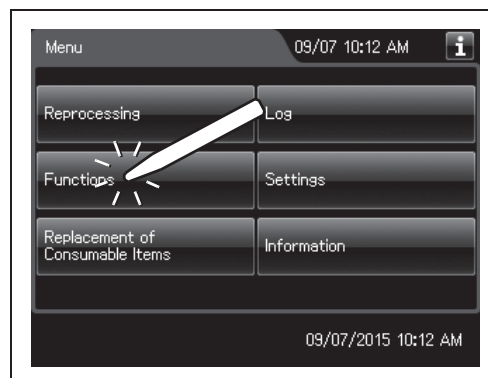 Menu
09/07 10:12 AM
i
Reprocessing
Log
Functions
Settings
Replacement of
Consumable Items
Information
09/07/2015 10:12 AM